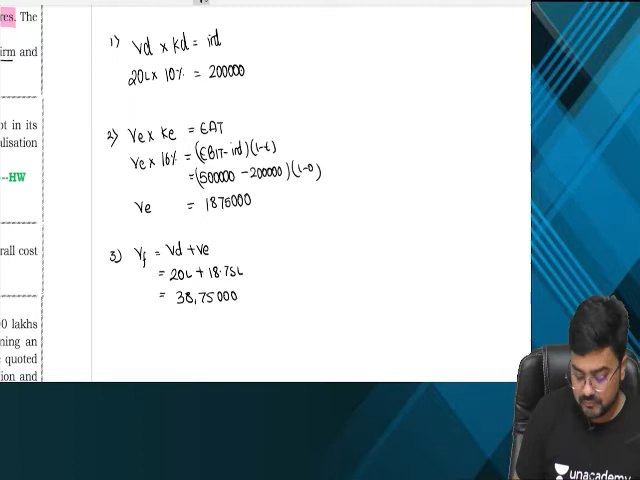 res. The
irm and
pt in its
alisation
--HW
rall cost
0 lakhs
ning an
quoted
ion and
1) Vd x Kd = int
20L x 10% = 200000
2) Ve x Ke = EAT
Ve x 16% = (EBIT - int) (1-t)
= (500000 - 200000) (1-0)
Ve = 1875000
3) Vf = Vd + Ve
= 20L + 18.75L
= 38,75000
unacademy